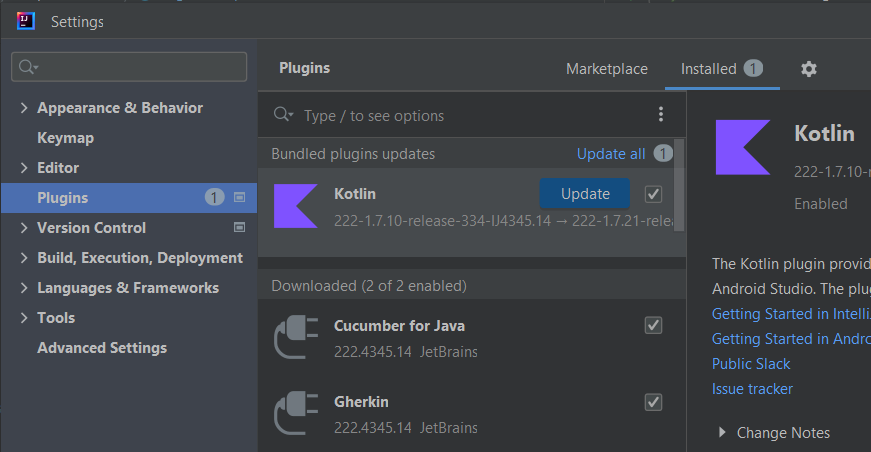 Settings
Appearance & Behavior
Keymap
Editor
Plugins 1
Version Control
Build, Execution, Deployment
Languages & Frameworks
Tools
Advanced Settings
Plugins
Marketplace
Installed 1
Type / to see options
Bundled plugins updates
Update all 1
Kotlin
Update
222-1.7.10-release-334-IJ4345.14 → 222-1.7.21-relea
Downloaded (2 of 2 enabled)
Cucumber for Java
222.4345.14 JetBrains
Gherkin
222.4345.14 JetBrains
Kotlin
222-1.7.10-r
Enabled
The Kotlin plugin provid
Android Studio. The plug
Getting Started in Intelli
Getting Started in Andro
Public Slack
Issue tracker
Change Notes